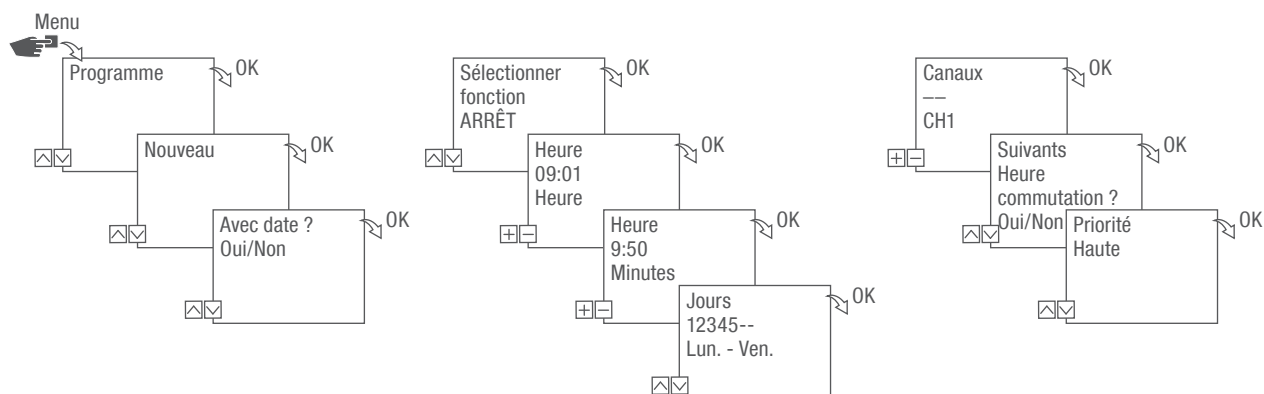 Menu
Programme
OK
Nouveau
OK
Avec date ?
Oui/Non
OK
Sélectionner
fonction
ARRÊT
OK
Heure
09:01
Heure
OK
+ −
Heure
9:50
Minutes
OK
+ −
Jours
12345--
Lun. - Ven.
OK
Canaux
––
CH1
OK
+ −
Suivants
Heure
commutation ?
Oui/Non
OK
Priorité
Haute
OK